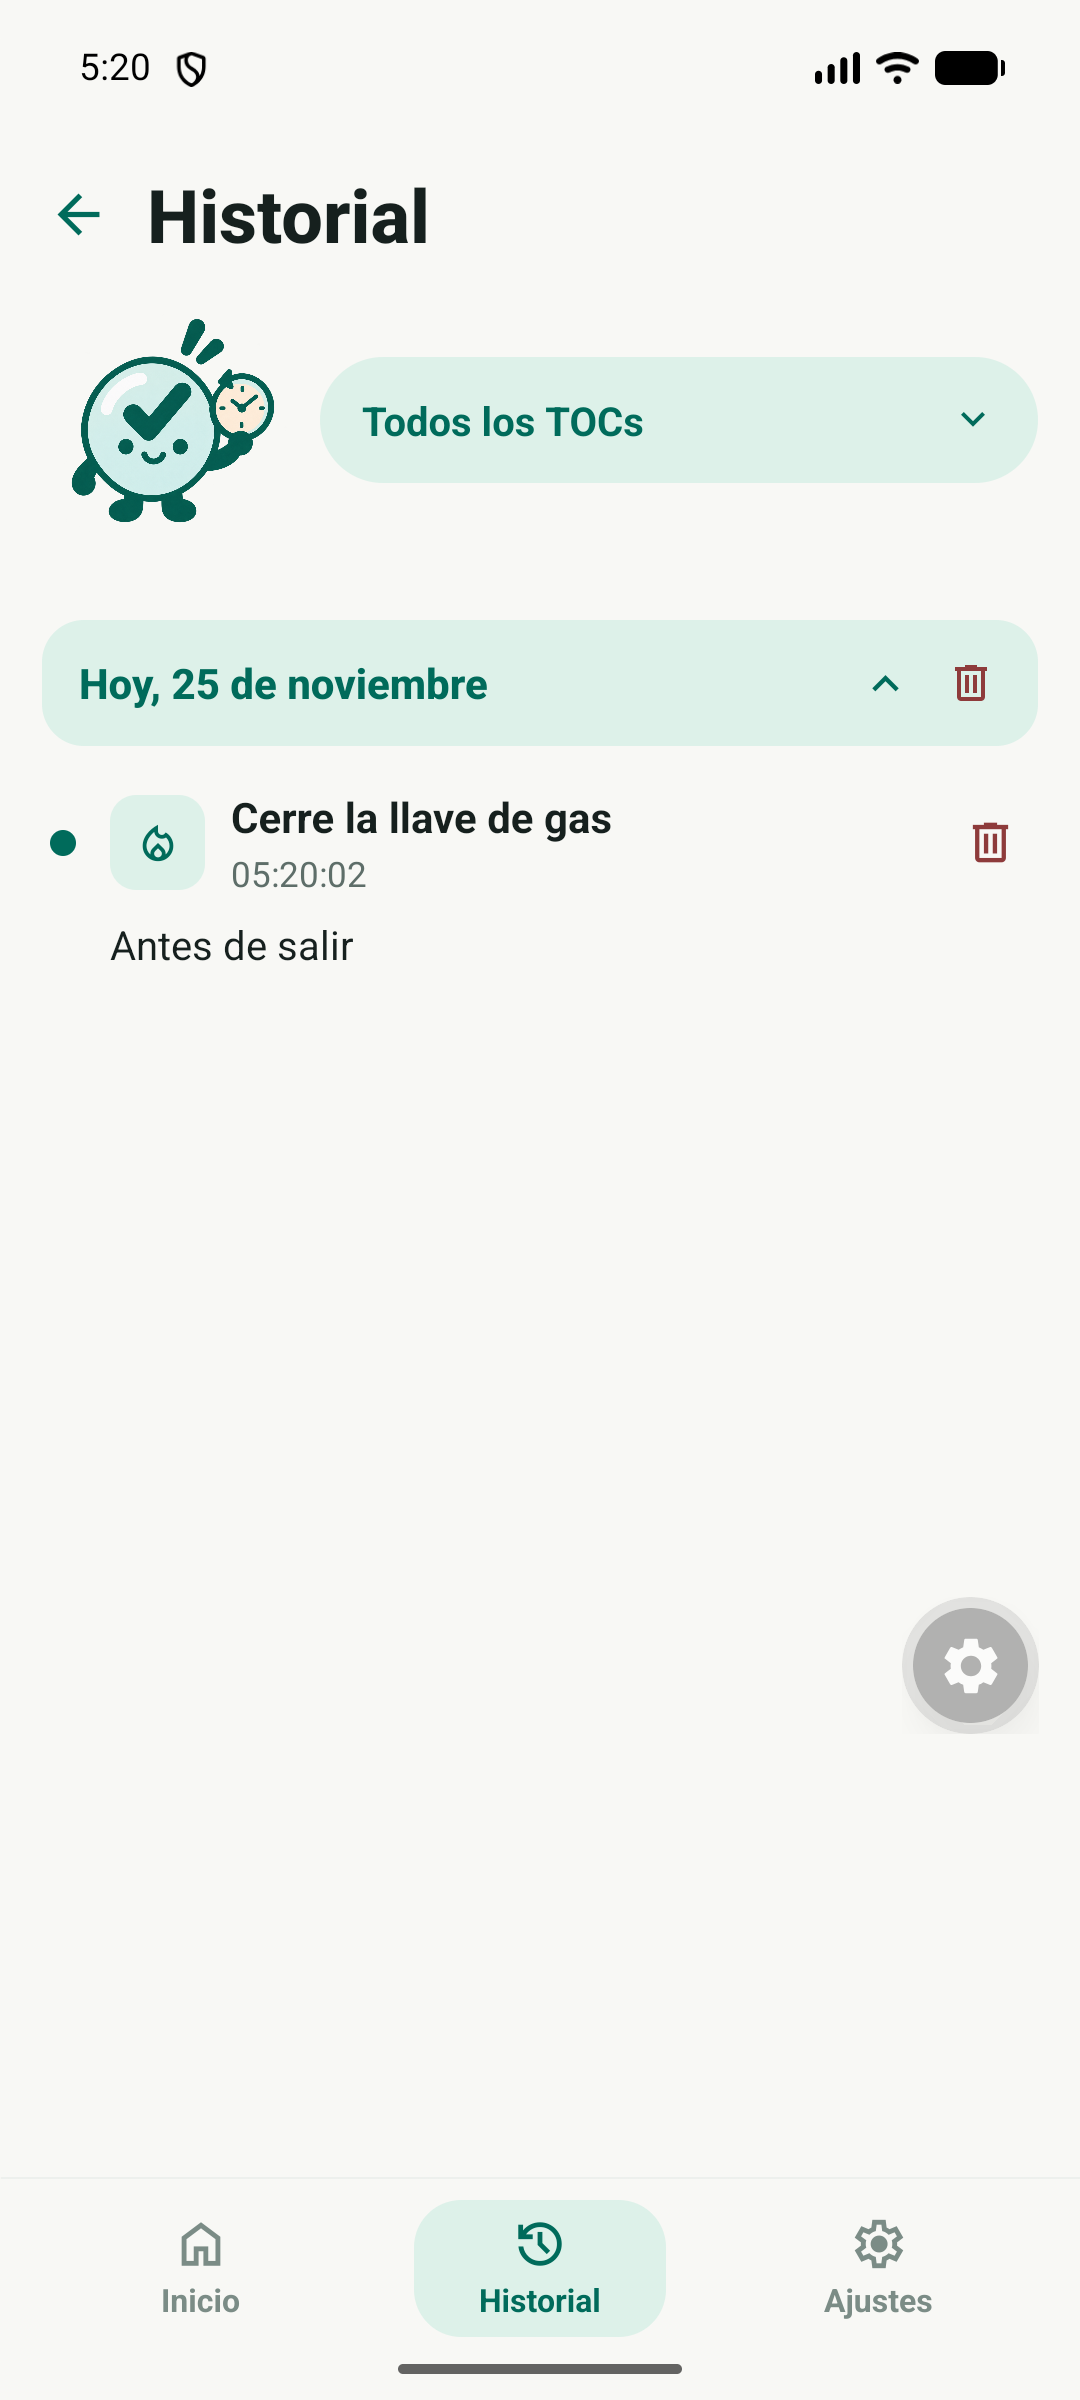 5:20
Historial
Todos los TOCs
Hoy, 25 de noviembre
Cerre la llave de gas
05:20:02
Antes de salir
Inicio
Historial
Ajustes